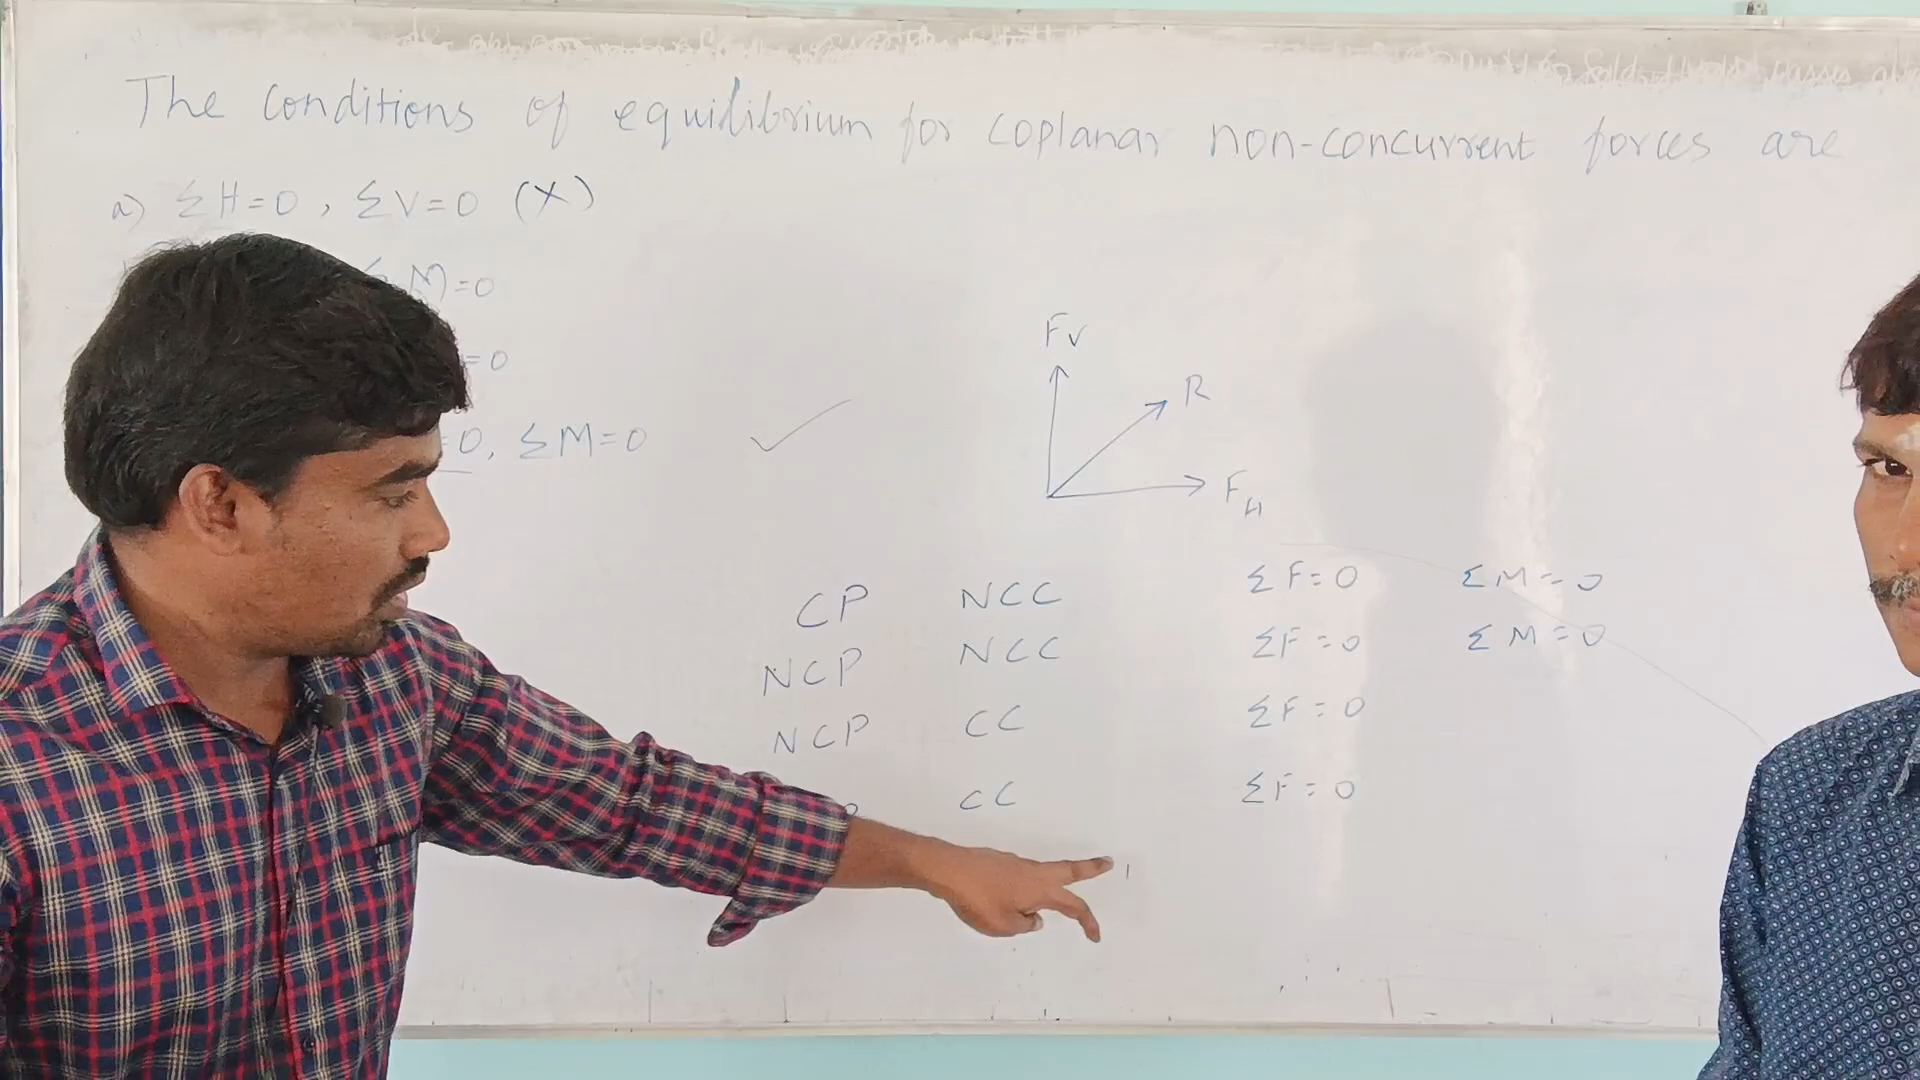 The conditions of equilibrium for coplanar non-concurrent forces are
a) ΣH=0, ΣV=0 (X)
ΣM=0
=0
=0, ΣM=0 ✓
Fv
R
FH
CP NCC ΣF=0 ΣM=0
NCP NCC ΣF=0 ΣM=0
NCP CC ΣF=0
P CC ΣF=0